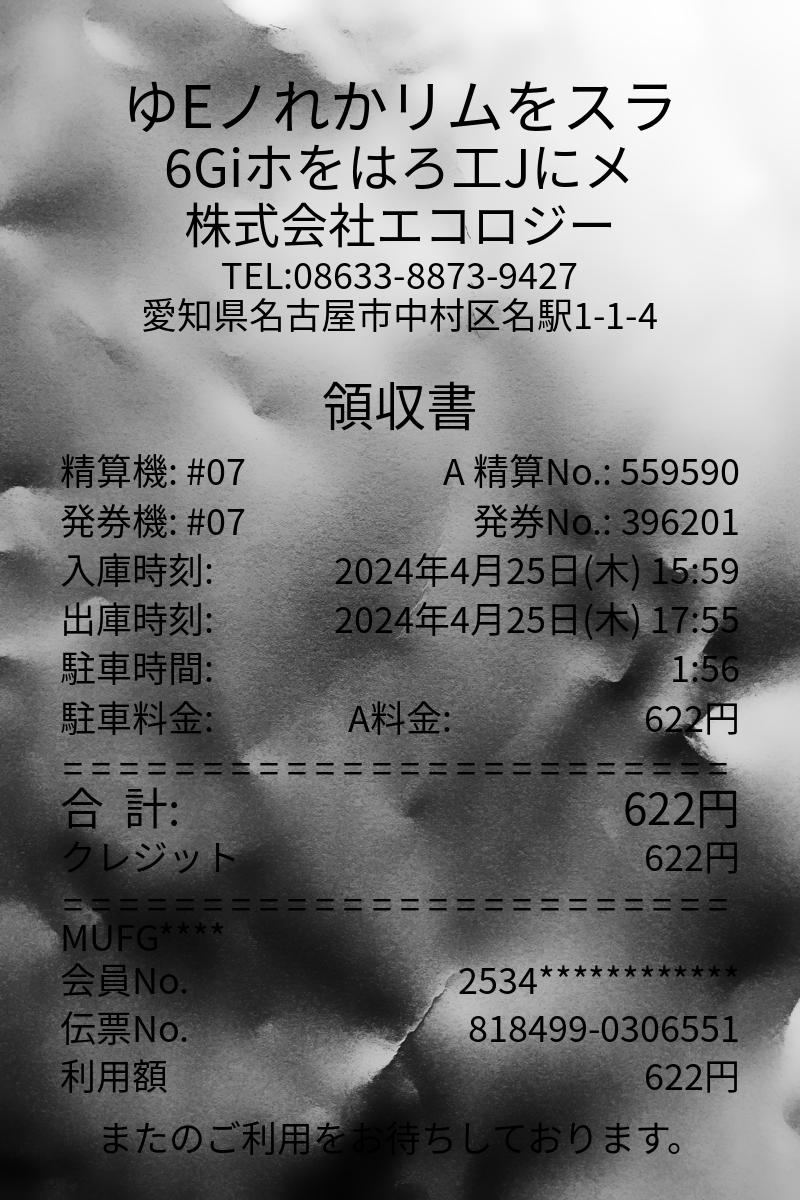 ゆEノれかリムをスラ
6Giホをはろ工Jにメ
株式会社エコロジー
TEL:08633-8873-9427
愛知県名古屋市中村区名駅1-1-4
領収書
精算機: #07 A 精算No.: 559590
発券機: #07 発券No.: 396201
入庫時刻: 2024年4月25日(木) 15:59
出庫時刻: 2024年4月25日(木) 17:55
駐車時間: 1:56
駐車料金: A料金: 622円
========================
合 計: 622円
クレジット 622円
========================
MUFG****
会員No. 2534************
伝票No. 818499-0306551
利用額 622円
またのご利用をお待ちしております。